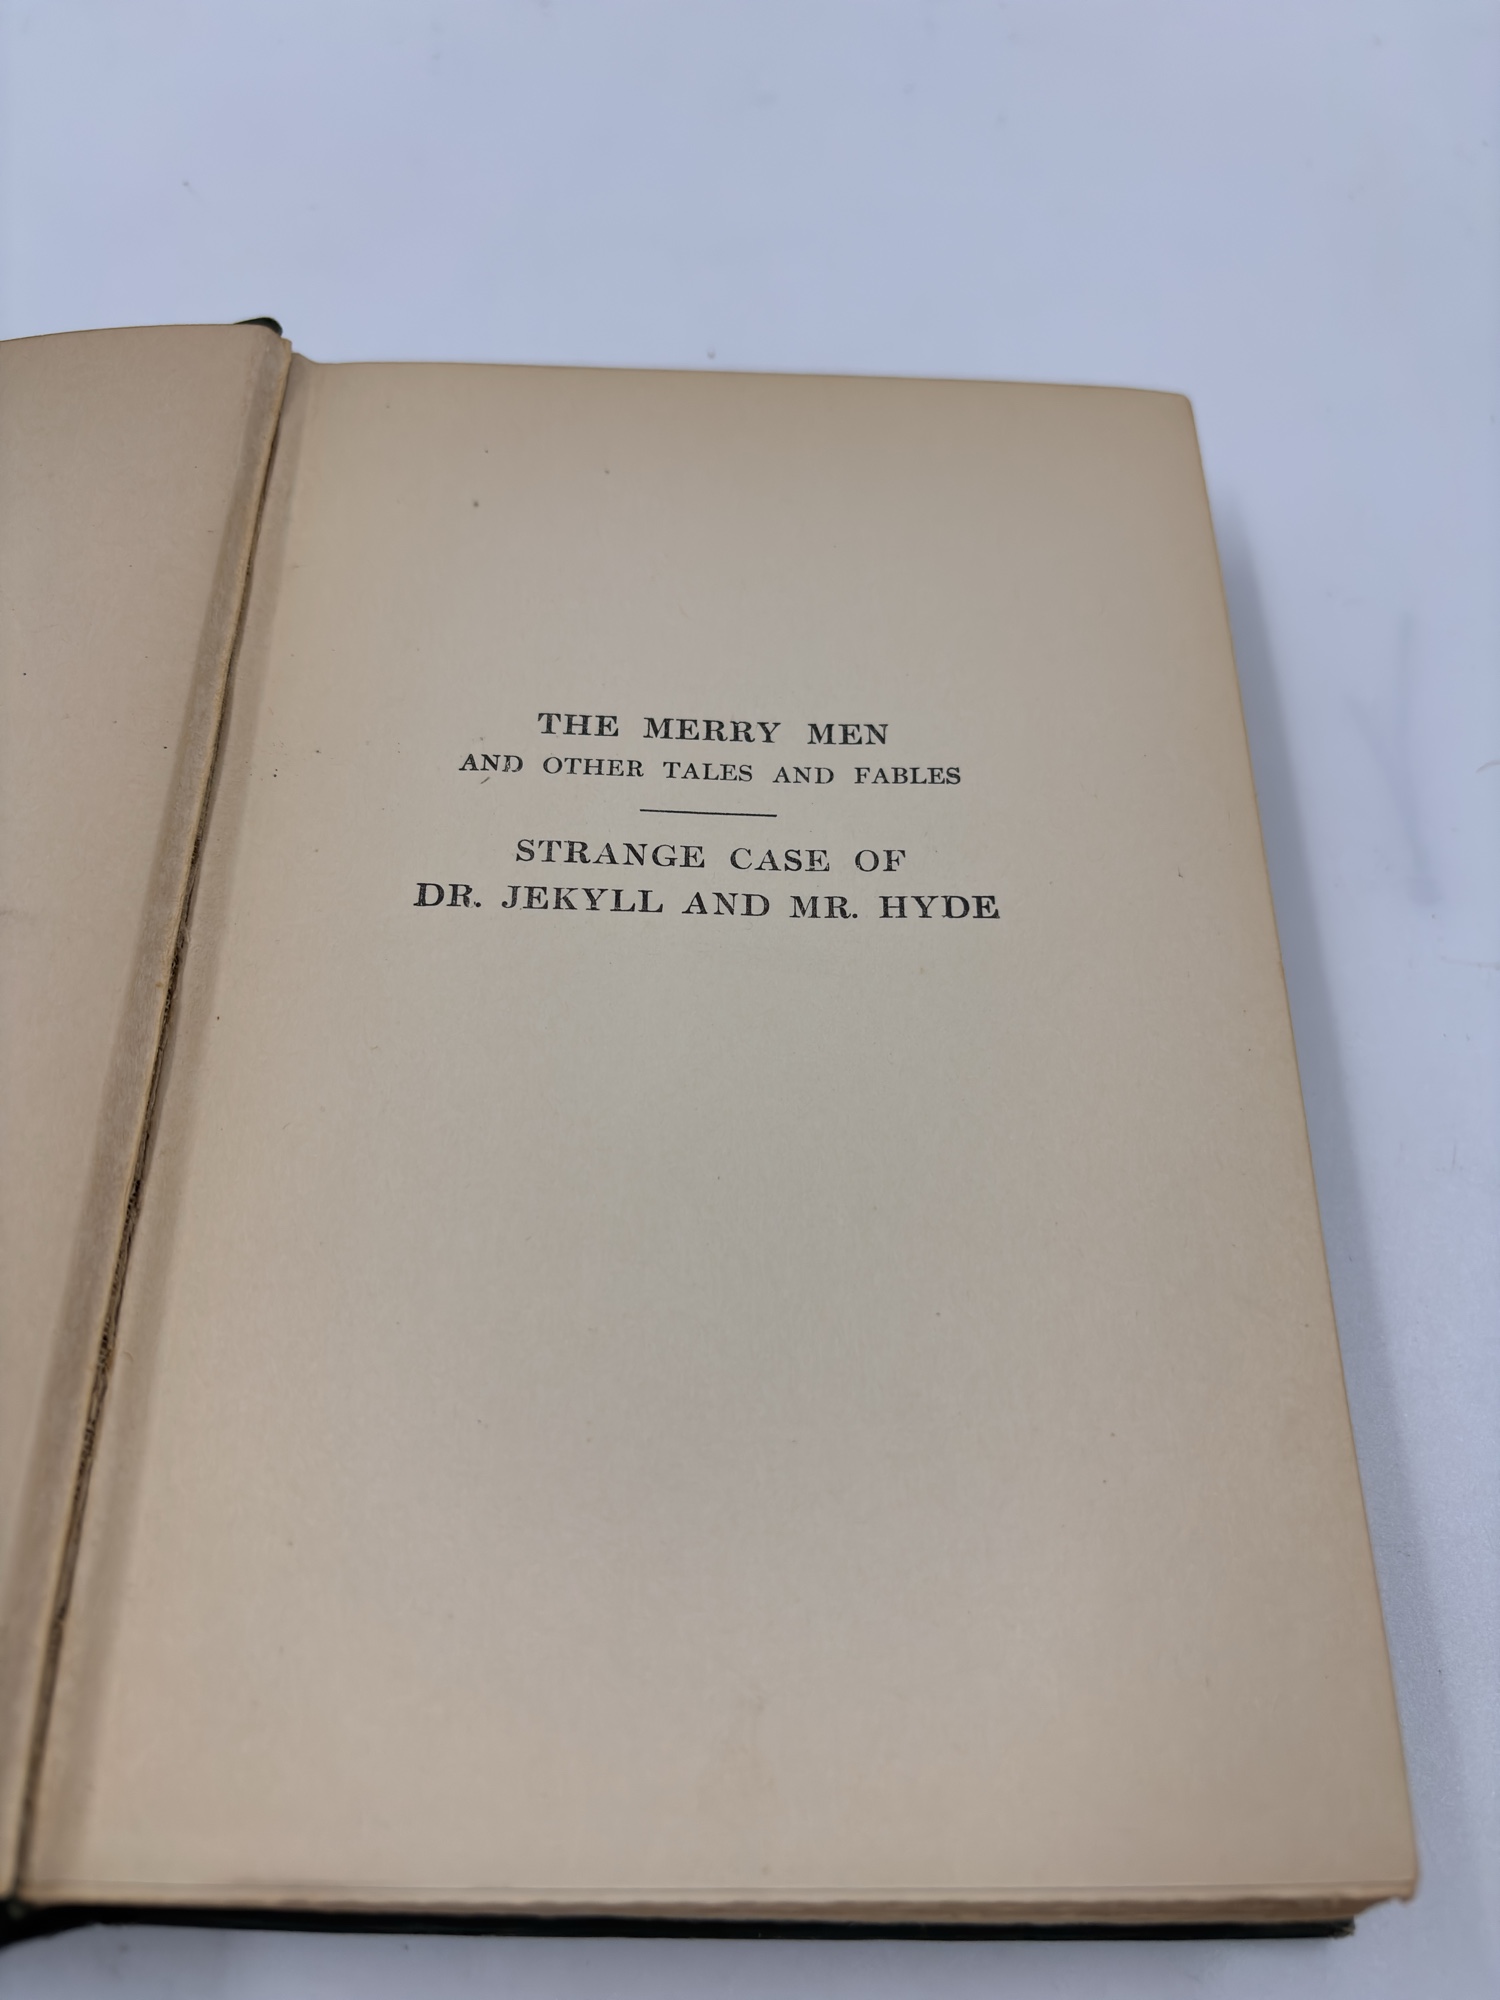 THE MERRY MEN
AND OTHER TALES AND FABLES
STRANGE CASE OF
DR. JEKYLL AND MR. HYDE